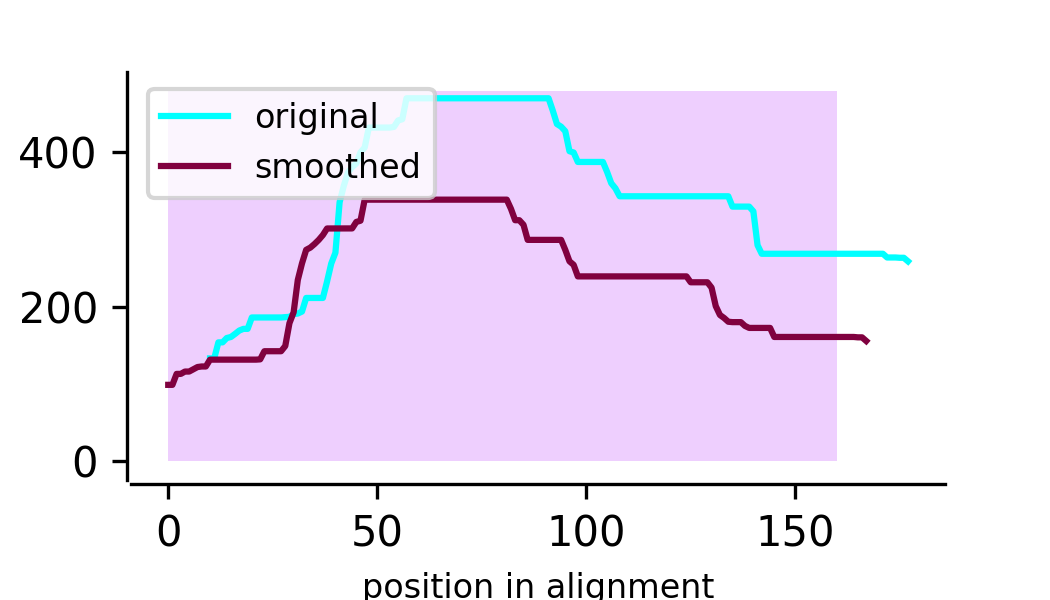 original
smoothed
400
200
0
0 50 100 150
position in alignment